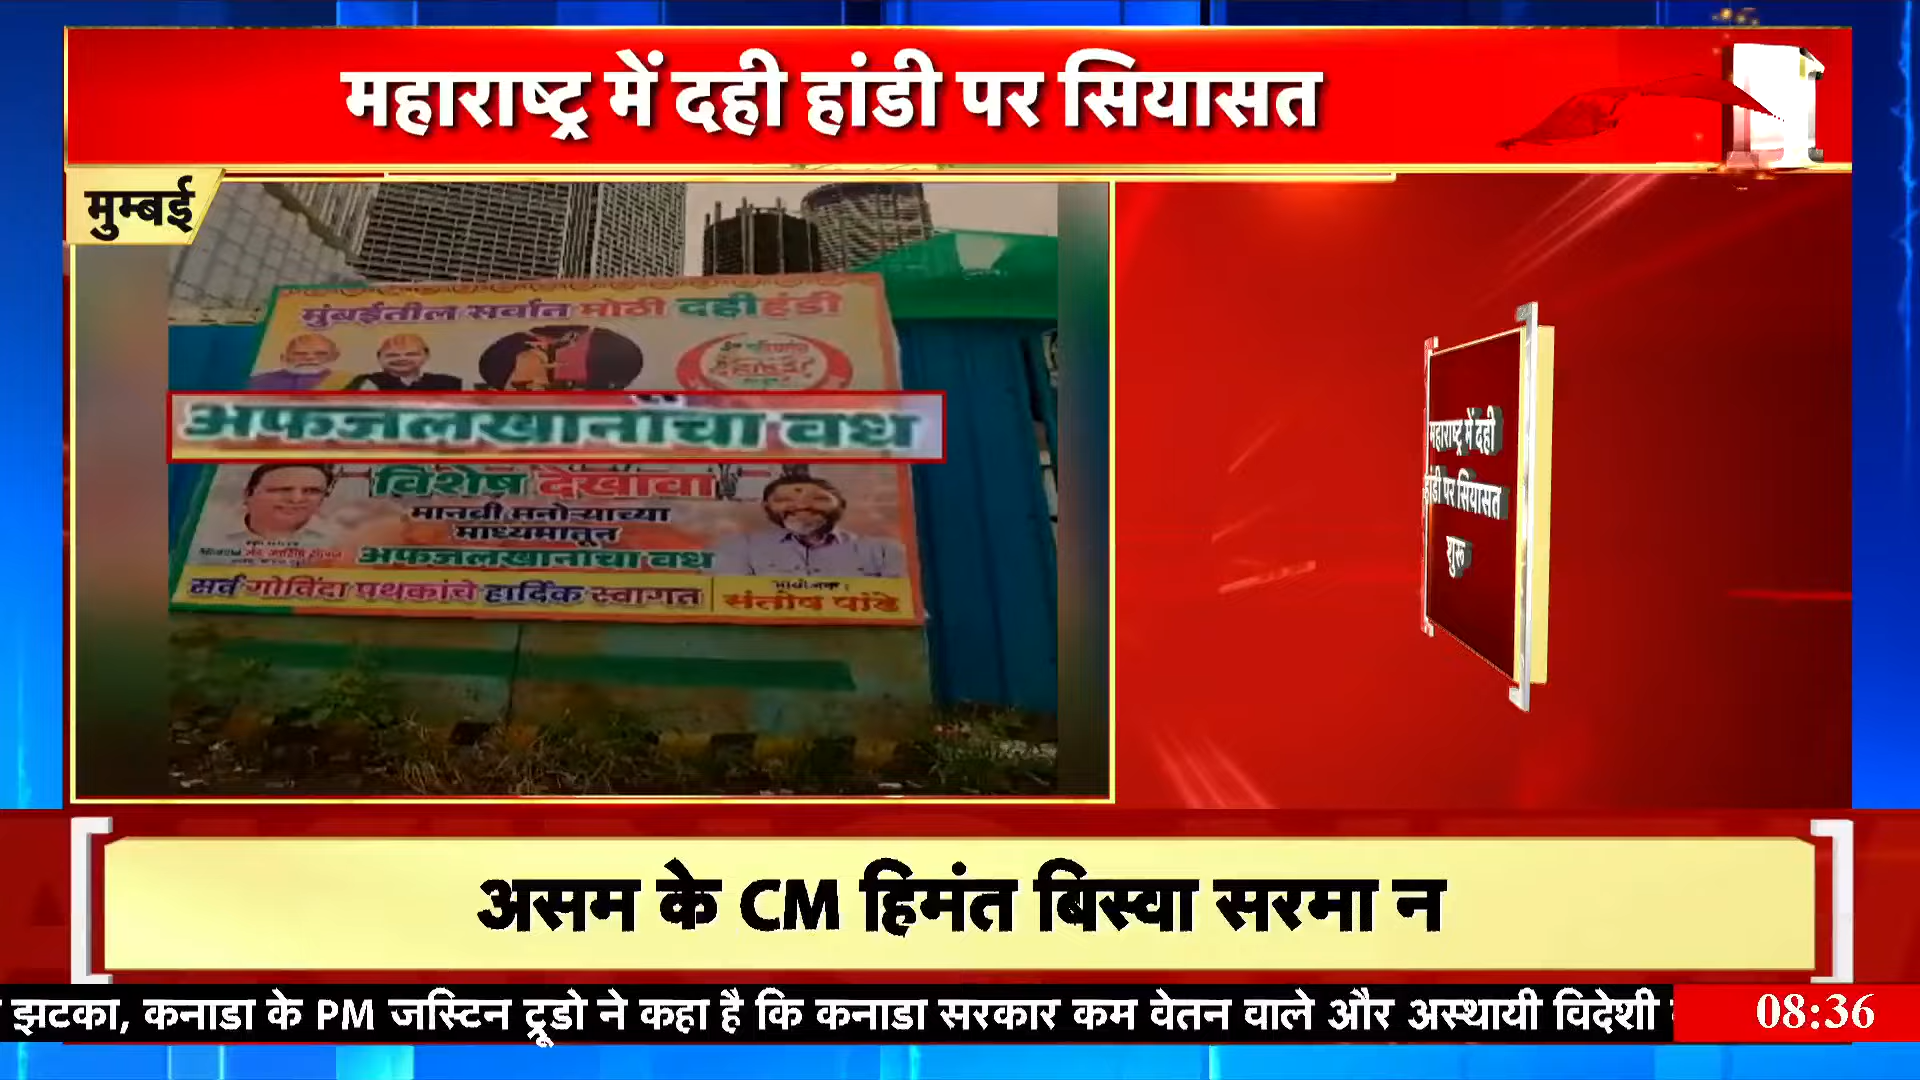 महाराष्ट्र में दही हांडी पर सियासत
1
मुम्बई
मुंबईतील सर्वात मोठी दहीहंडी
अफजलखानांचा वध
विशेष देखावा
मानवी मनोऱ्याच्या
माध्यमातून
अफजलखानांचा वध
सर्व गोविंदा पथकांचे हार्दिक स्वागत
संतोष पांडे
महाराष्ट्र में दही
हांडी पर सियासत
शुरू
असम के CM हिमंत बिस्वा सरमा न
झटका, कनाडा के PM जस्टिन ट्रूडो ने कहा है कि कनाडा सरकार कम वेतन वाले और अस्थायी विदेशी
08:36